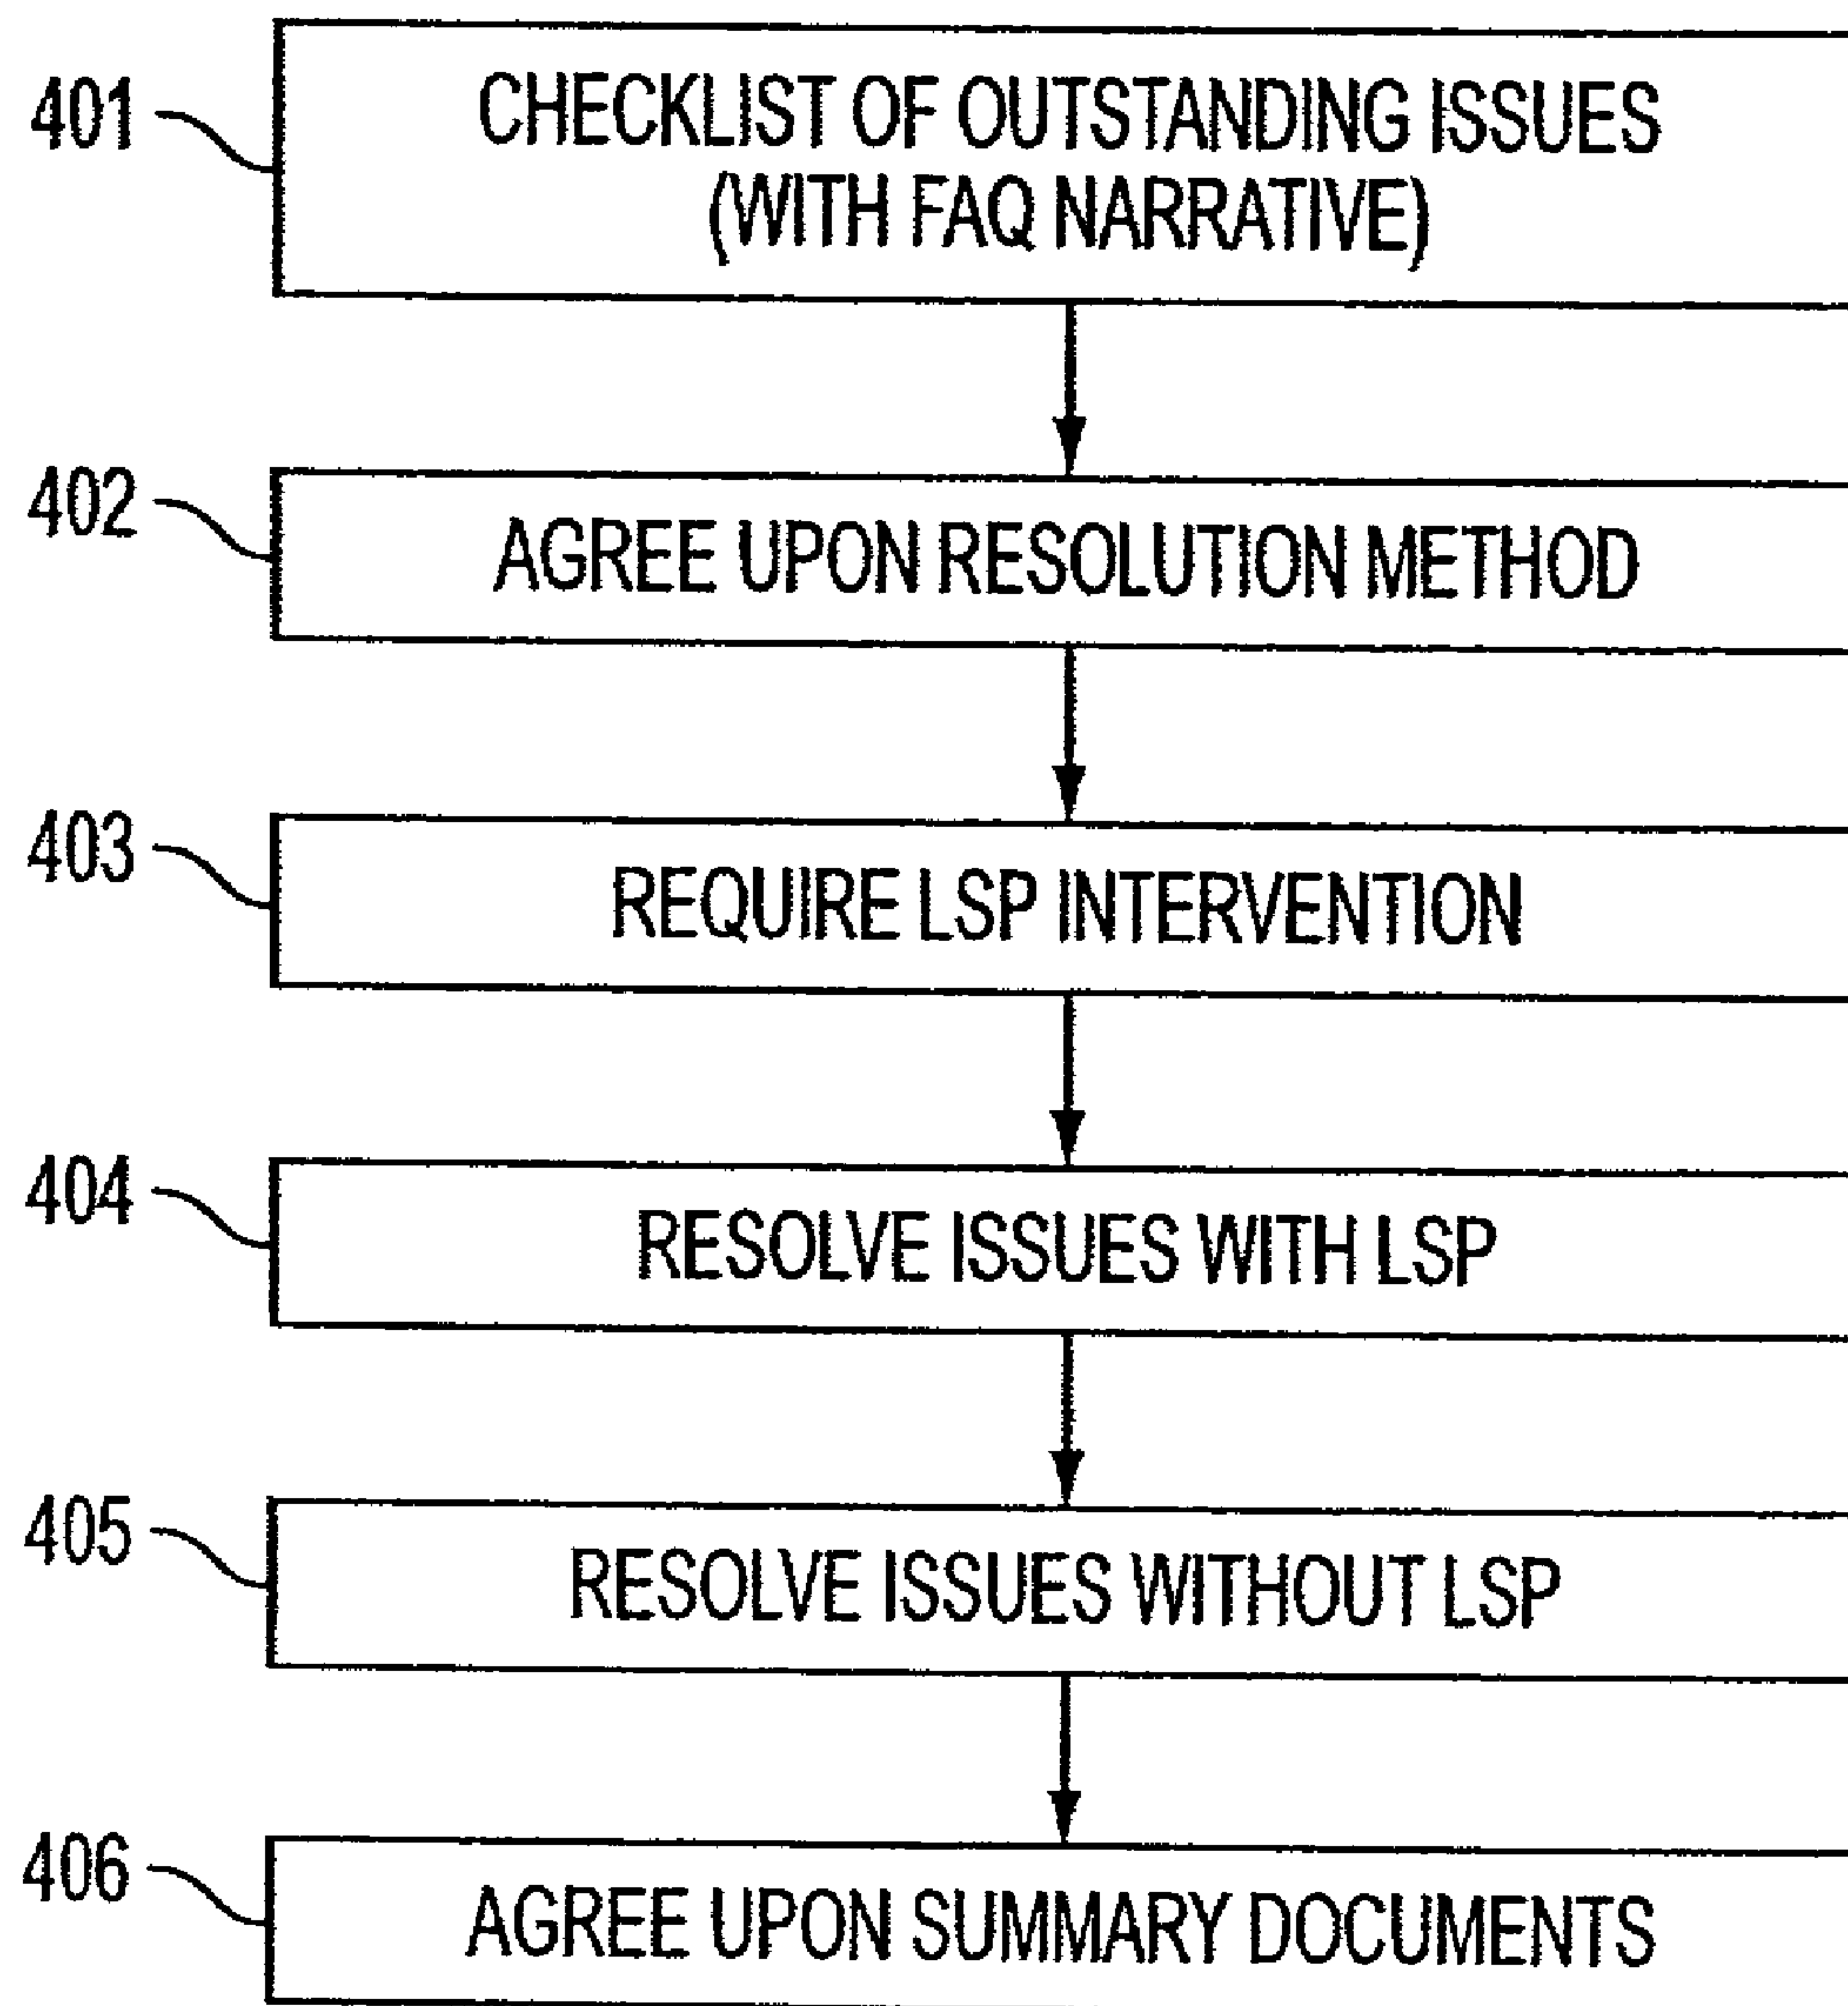 401
CHECKLIST OF OUTSTANDING ISSUES
(WITH FAQ NARRATIVE)
402
AGREE UPON RESOLUTION METHOD
403
REQUIRE LSP INTERVENTION
404
RESOLVE ISSUES WITH LSP
405
RESOLVE ISSUES WITHOUT LSP
406
AGREE UPON SUMMARY DOCUMENTS